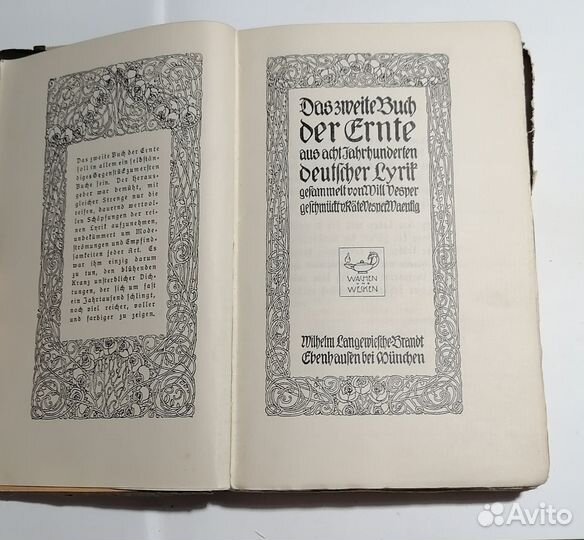 Das zweite Buch der Ernte
soll in allem ein selbstän-
diges Gegenstück zum ersten
Buche sein. Der Heraus-
geber war bemüht, mit
gleicher Strenge nur die
reifen, dauernd wertvol-
len Schöpfungen der rei-
nen Lyrik aufzunehmen,
unbekümmert um Mode-
strömungen und Empfind-
samkeiten jeder Art. Es
war ihm einzig darum
zu tun, den blühenden
Kranz unsterblicher Dich-
tungen, der sich um fast
ein Jahrtausend schlingt,
noch viel reicher, voller
und farbiger zu zeigen.
Das zweite Buch
der Ernte
aus acht Jahrhunderten
deutscher Lyrik
gesammelt von Will Vesper
geschmückt v. Käte Vesper Waentig
WACHEN
VND
WECKEN
Wilhelm Langewiesche-Brandt
Ebenhausen bei München
Avito